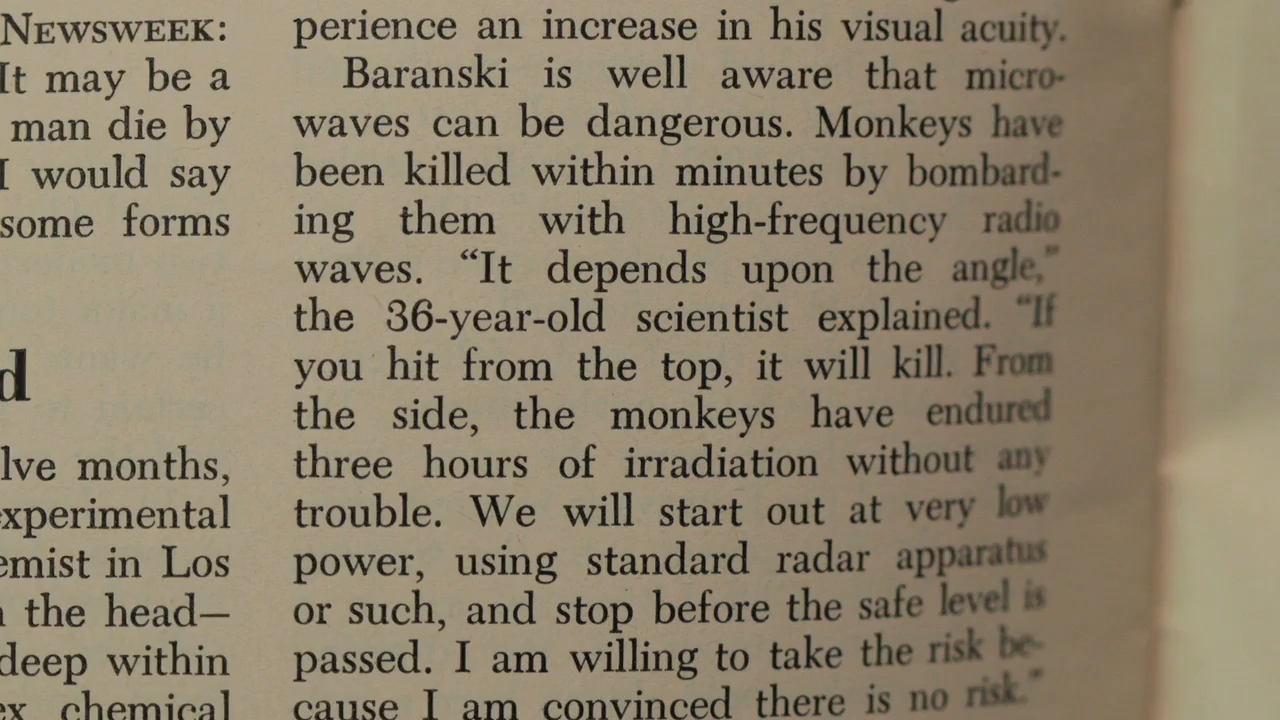 NEWSWEEK:
It may be a
man die by
I would say
some forms
d
lve months,
experimental
emist in Los
the head—
deep within
ex chemical
perience an increase in his visual acuity.
Baranski is well aware that micro-
waves can be dangerous. Monkeys have
been killed within minutes by bombard-
ing them with high-frequency radio
waves. “It depends upon the angle,”
the 36-year-old scientist explained. “If
you hit from the top, it will kill. From
the side, the monkeys have endured
three hours of irradiation without any
trouble. We will start out at very low
power, using standard radar apparatus
or such, and stop before the safe level is
passed. I am willing to take the risk be-
cause I am convinced there is no risk.”